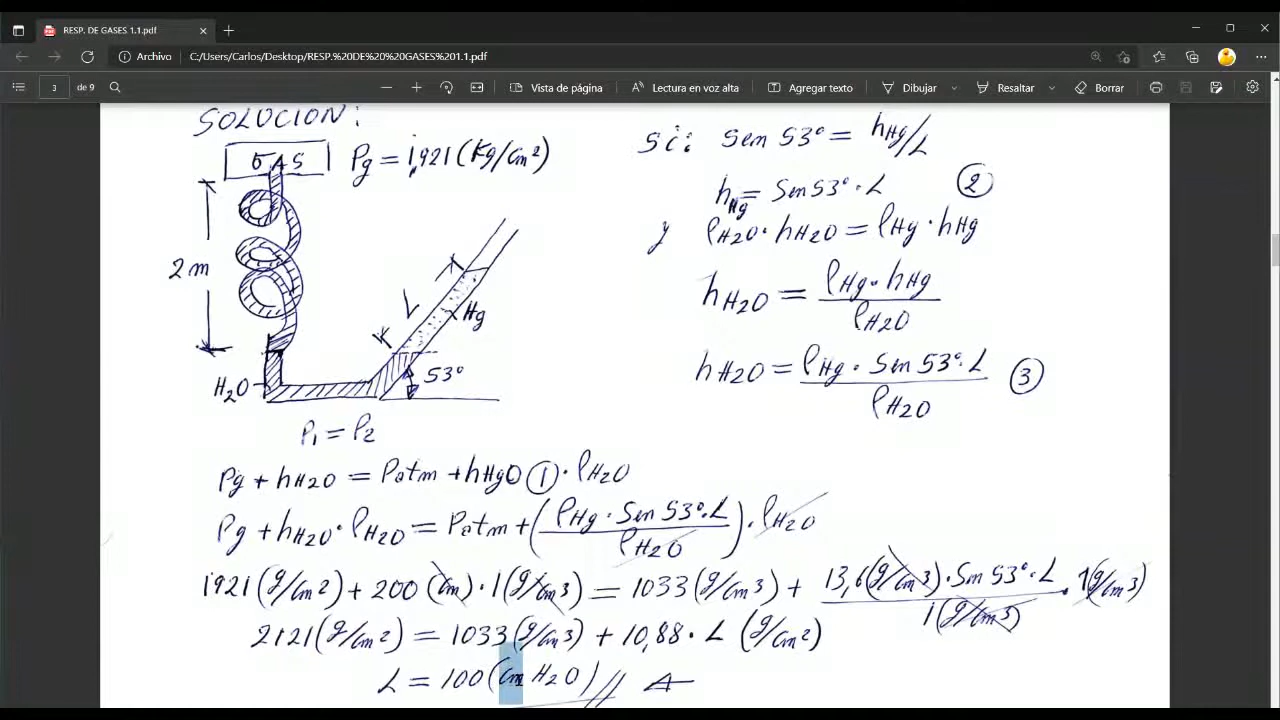 RESP. DE GASES 1.1.pdf
Archivo C:/Users/Carlos/Desktop/RESP.%20DE%20%20GASES%201.1.pdf
3 de 9 Vista de página Lectura en voz alta Agregar texto Dibujar Resaltar Borrar
SOLUCION:
GAS Pg = 1,921 (Kg/cm²)
2 m
L
Hg
53°
H2O
P1 = P2
Si: Sen 53° = hHg/L
hHg = Sen 53° · L ②
y ρH2O · hH2O = ρHg · hHg
hH2O = ρHg · hHg / ρH2O
hH2O = ρHg · Sen 53° · L / ρH2O ③
Pg + hH2O = Patm + hHgO ① · ρH2O
Pg + hH2O · ρH2O = Patm + (ρHg · Sen 53° · L / ρH2O) · ρH2O
1921 (g/cm²) + 200 (cm) · 1 (g/cm3) = 1033 (g/cm3) + 13,6 (g/cm3) · Sen 53° · L / 1 (g/cm3) · 1 (g/cm3)
2121 (g/cm²) = 1033 (g/cm3) + 10,88 · L (g/cm2)
L = 100 (cm H2O) // A